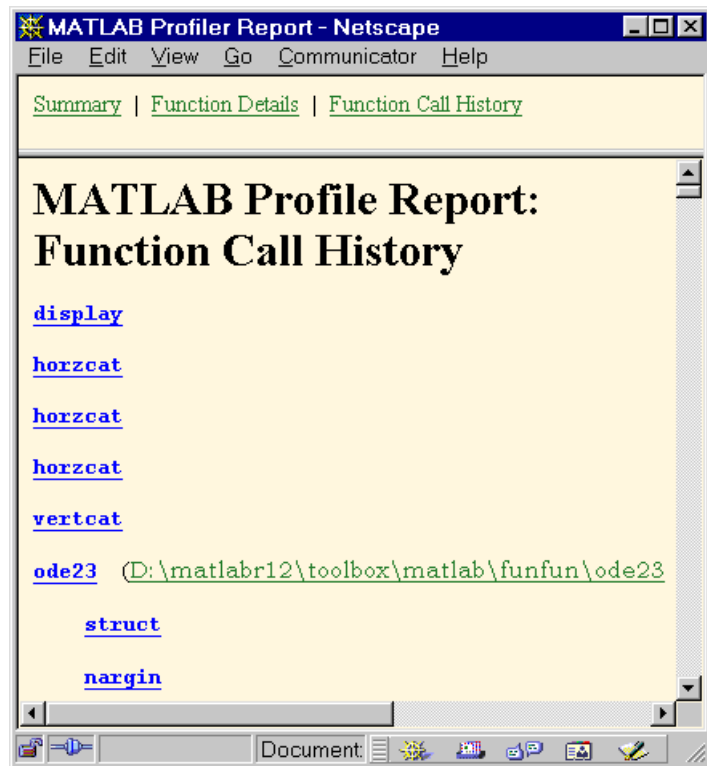 MATLAB Profiler Report - Netscape
File Edit View Go Communicator Help
Summary | Function Details | Function Call History
MATLAB Profile Report:
Function Call History
display
horzcat
horzcat
horzcat
vertcat
ode23 (D:\matlabr12\toolbox\matlab\funfun\ode23
struct
nargin
Document: